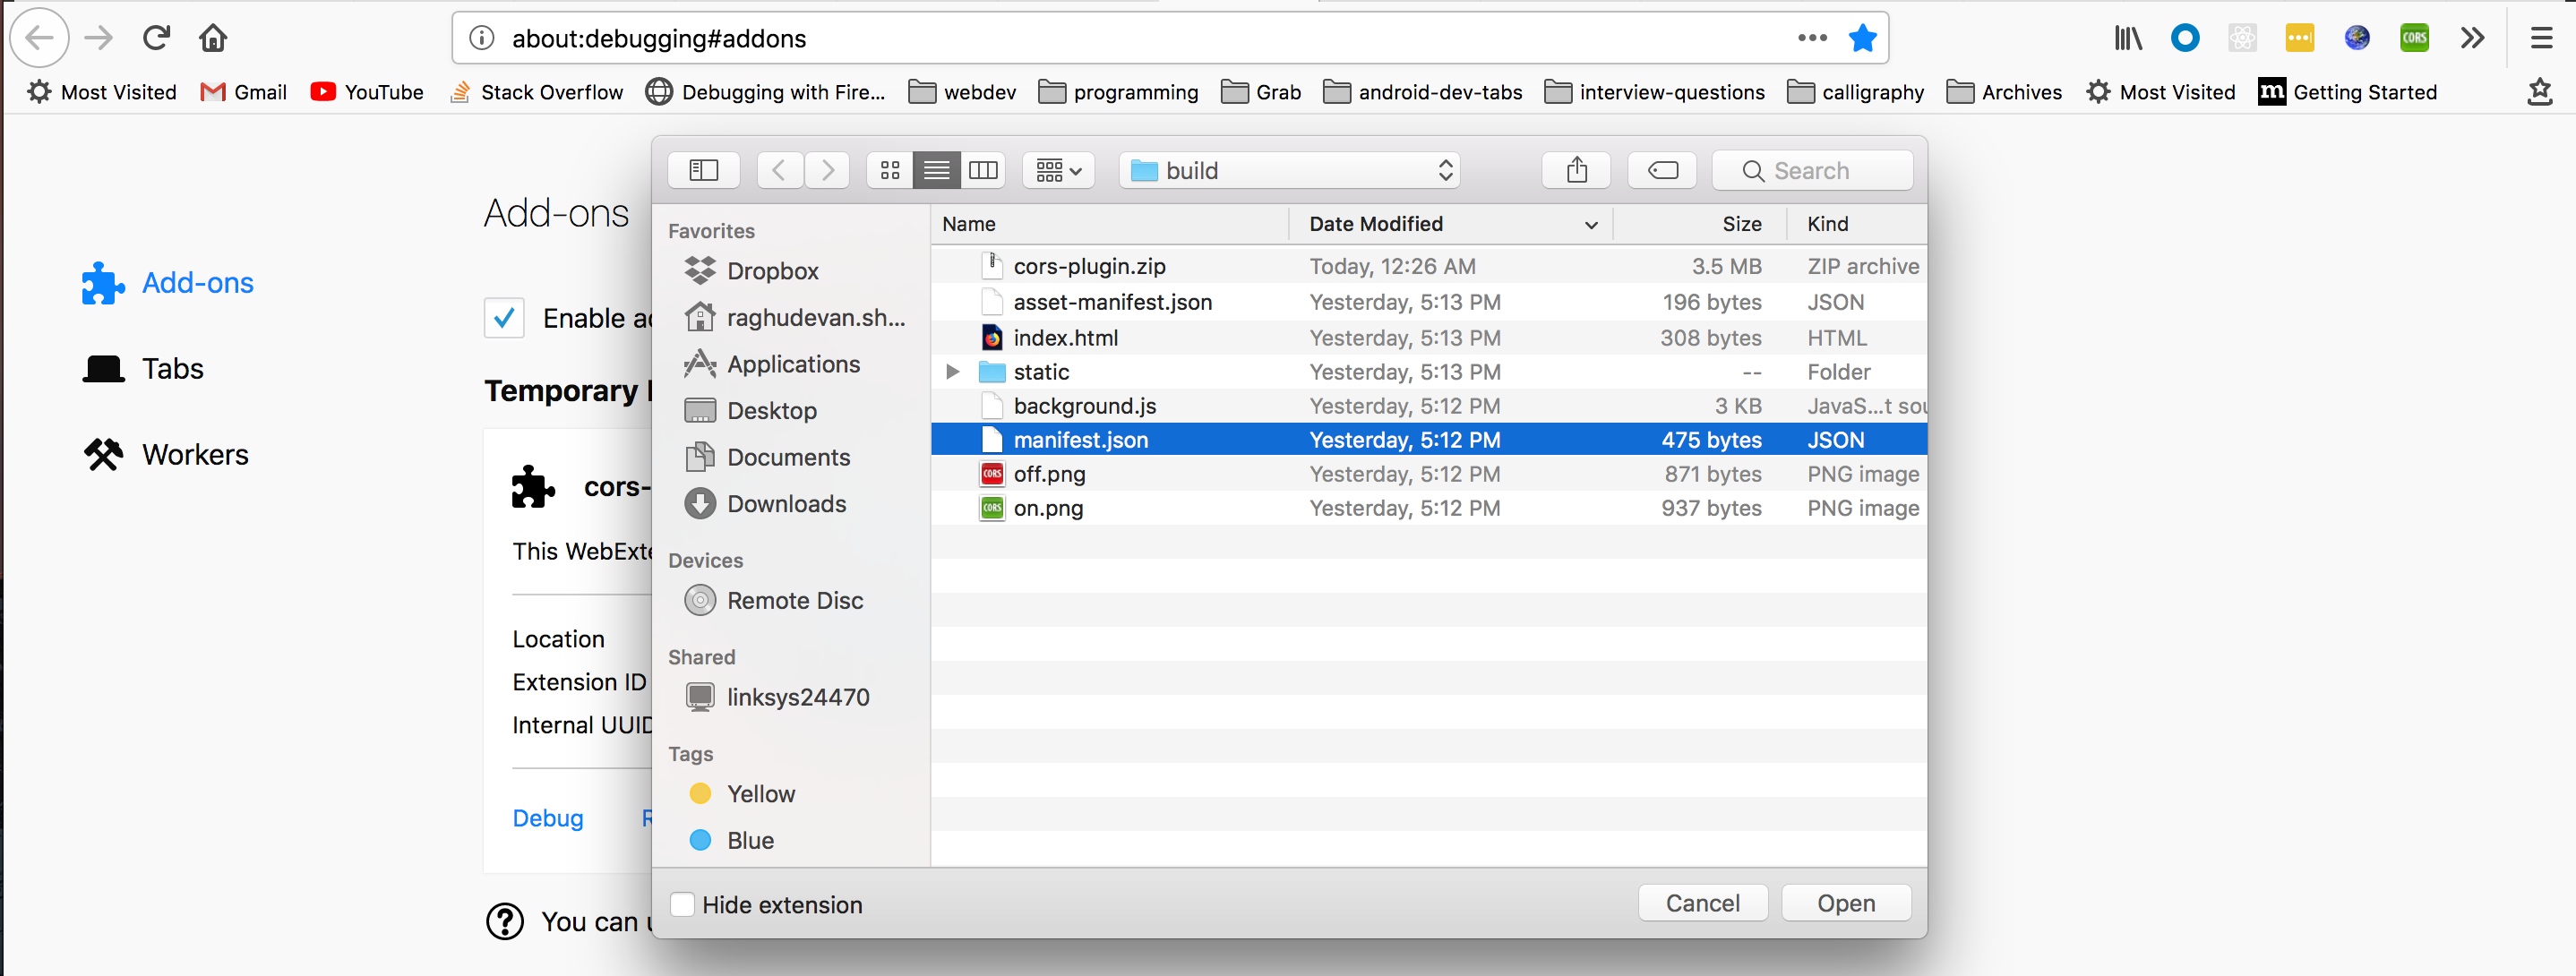 about:debugging#addons
CORS
Most Visited Gmail YouTube Stack Overflow Debugging with Fire... webdev programming Grab android-dev-tabs interview-questions calligraphy Archives Most Visited m Getting Started
Add-ons
Tabs
Workers
Add-ons
Enable
Temporary
cors-
This
Location
Extension ID
Internal UUID
Debug
You can
build
Search
Favorites
Dropbox
raghudevan.sh...
Applications
Desktop
Documents
Downloads
Devices
Remote Disc
Shared
linksys24470
Tags
Yellow
Blue
Name Date Modified Size Kind
cors-plugin.zip Today, 12:26 AM 3.5 MB ZIP archive
asset-manifest.json Yesterday, 5:13 PM 196 bytes JSON
index.html Yesterday, 5:13 PM 308 bytes HTML
static Yesterday, 5:13 PM -- Folder
background.js Yesterday, 5:12 PM 3 KB JavaS...t sou
manifest.json Yesterday, 5:12 PM 475 bytes JSON
CORS off.png Yesterday, 5:12 PM 871 bytes PNG image
CORS on.png Yesterday, 5:12 PM 937 bytes PNG image
Hide extension
Cancel Open